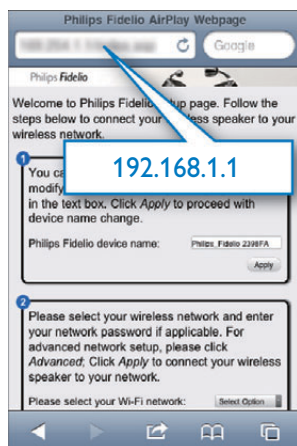 Philips Fidelio AirPlay Webpage
Google
Philips Fidelio
Welcome to Philips Fidelio
up page. Follow the
steps below to connect your
less speaker to your
wireless network.
192.168.1.1
1
You ca
modify
in the text box. Click Apply to proceed with
device name change.
Philips Fidelio device name:
Philips_Fidelio 2398FA
Apply
2
Please select your wireless network and enter
your network password if applicable. For
advanced network setup, please click
Advanced; Click Apply to connect your wireless
speaker to your network.
Please select your Wi-Fi network:
Select Option